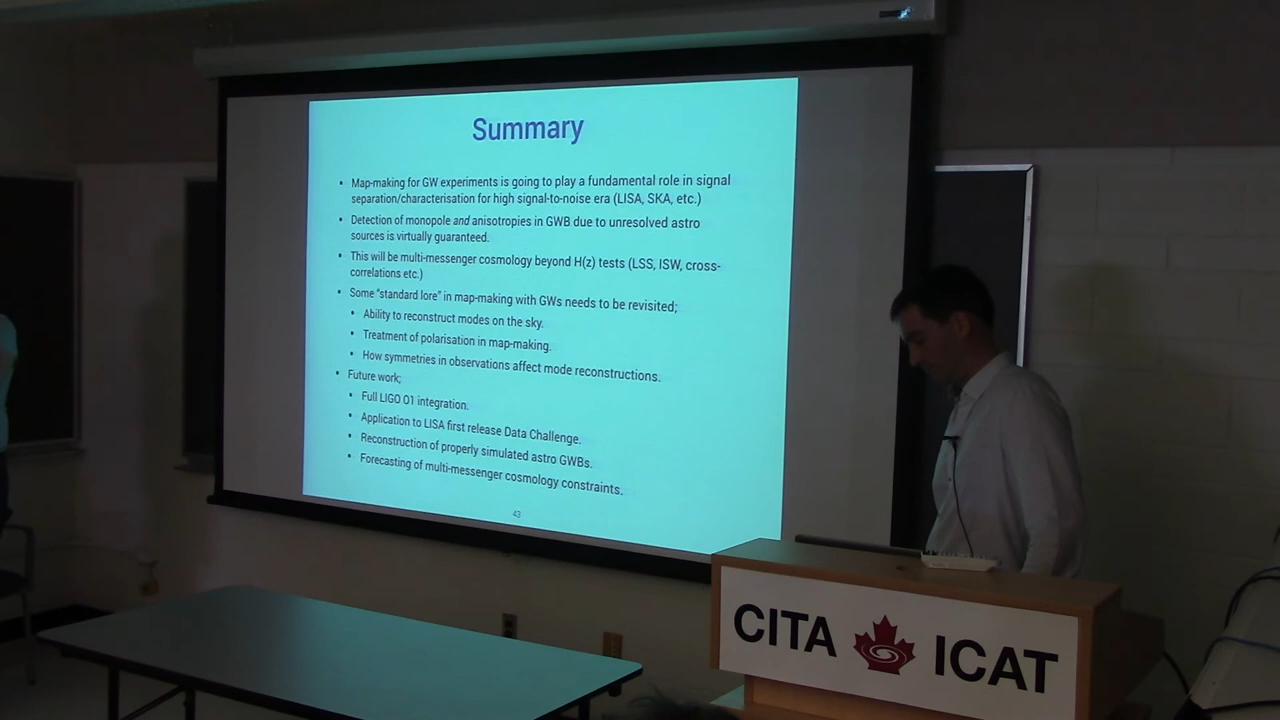 Summary
• Map-making for GW experiments is going to play a fundamental role in signal
separation/characterisation for high signal-to-noise era (LISA, SKA, etc.)
• Detection of monopole and anisotropies in GWB due to unresolved astro
sources is virtually guaranteed.
• This will be multi-messenger cosmology beyond H(z) tests (LSS, ISW, cross-
correlations etc.)
• Some "standard lore" in map-making with GWs needs to be revisited;
• Ability to reconstruct modes on the sky.
• Treatment of polarisation in map-making.
• How symmetries in observations affect mode reconstructions.
• Future work;
• Full LIGO O1 integration.
• Application to LISA first release Data Challenge.
• Reconstruction of properly simulated astro GWBs.
• Forecasting of multi-messenger cosmology constraints.
43
CITA ICAT